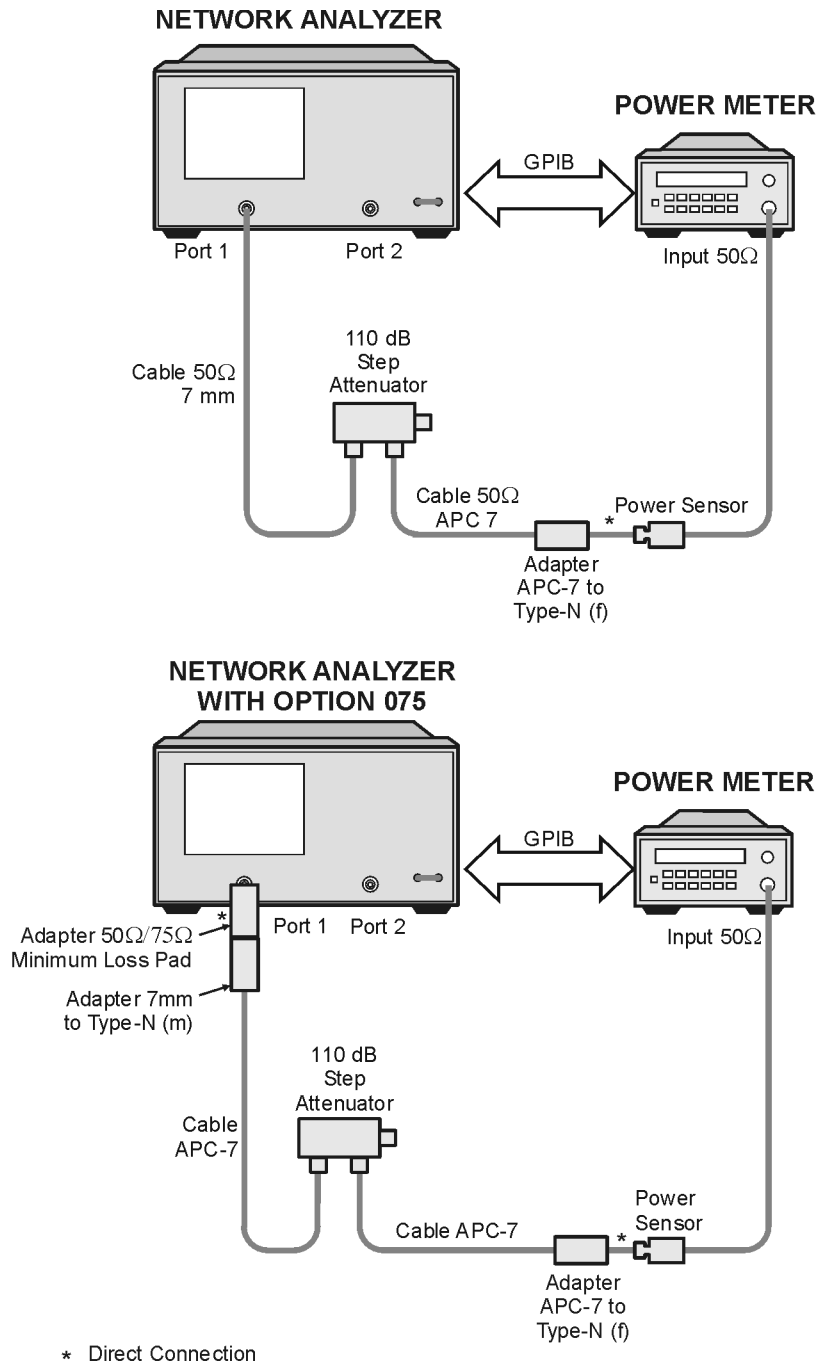 NETWORK ANALYZER
POWER METER
GPIB
Port 1
Port 2
Input 50Ω
110 dB
Step
Attenuator
Cable 50Ω
7 mm
Cable 50Ω
APC 7
*
Power Sensor
Adapter
APC-7 to
Type-N (f)
NETWORK ANALYZER
WITH OPTION 075
POWER METER
GPIB
*
Port 1
Port 2
Input 50Ω
Adapter 50Ω/75Ω
Minimum Loss Pad
Adapter 7mm
to Type-N (m)
110 dB
Step
Attenuator
Cable
APC-7
Cable APC-7
*
Power
Sensor
Adapter
APC-7 to
Type-N (f)
* Direct Connection